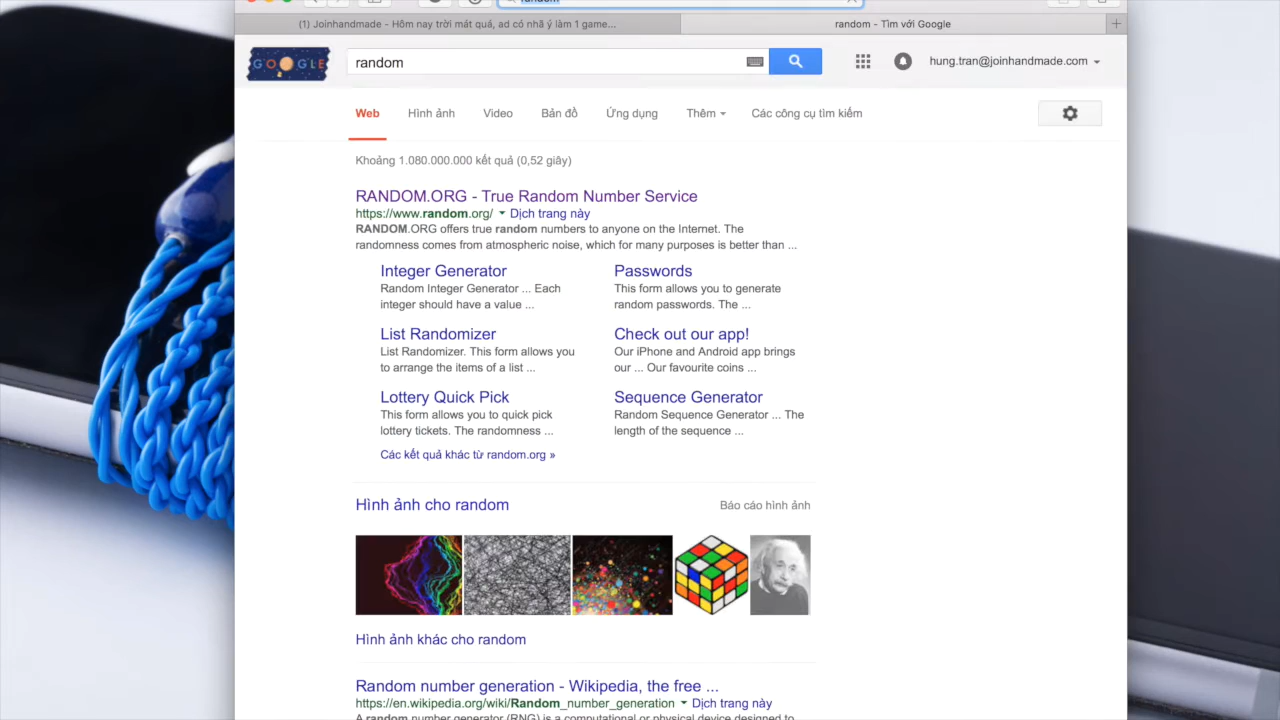 (1) Joinhandmade - Hôm nay trời mát quá, ad có nhã ý làm 1 game...
random - Tìm với Google
GOOGLE
random
hung.tran@joinhandmade.com
Web
Hình ảnh
Video
Bản đồ
Ứng dụng
Thêm
Các công cụ tìm kiếm
Khoảng 1.080.000.000 kết quả (0,52 giây)
RANDOM.ORG - True Random Number Service
https://www.random.org/ Dịch trang này
RANDOM.ORG offers true random numbers to anyone on the Internet. The
randomness comes from atmospheric noise, which for many purposes is better than ...
Integer Generator
Random Integer Generator ... Each
integer should have a value ...
Passwords
This form allows you to generate
random passwords. The ...
List Randomizer
List Randomizer. This form allows you
to arrange the items of a list ...
Check out our app!
Our iPhone and Android app brings
our ... Our favourite coins ...
Lottery Quick Pick
This form allows you to quick pick
lottery tickets. The randomness ...
Sequence Generator
Random Sequence Generator ... The
length of the sequence ...
Các kết quả khác từ random.org »
Hình ảnh cho random
Báo cáo hình ảnh
Hình ảnh khác cho random
Random number generation - Wikipedia, the free ...
https://en.wikipedia.org/wiki/Random_number_generation Dịch trang này
A random number generator (RNG) is a computational or physical device designed to